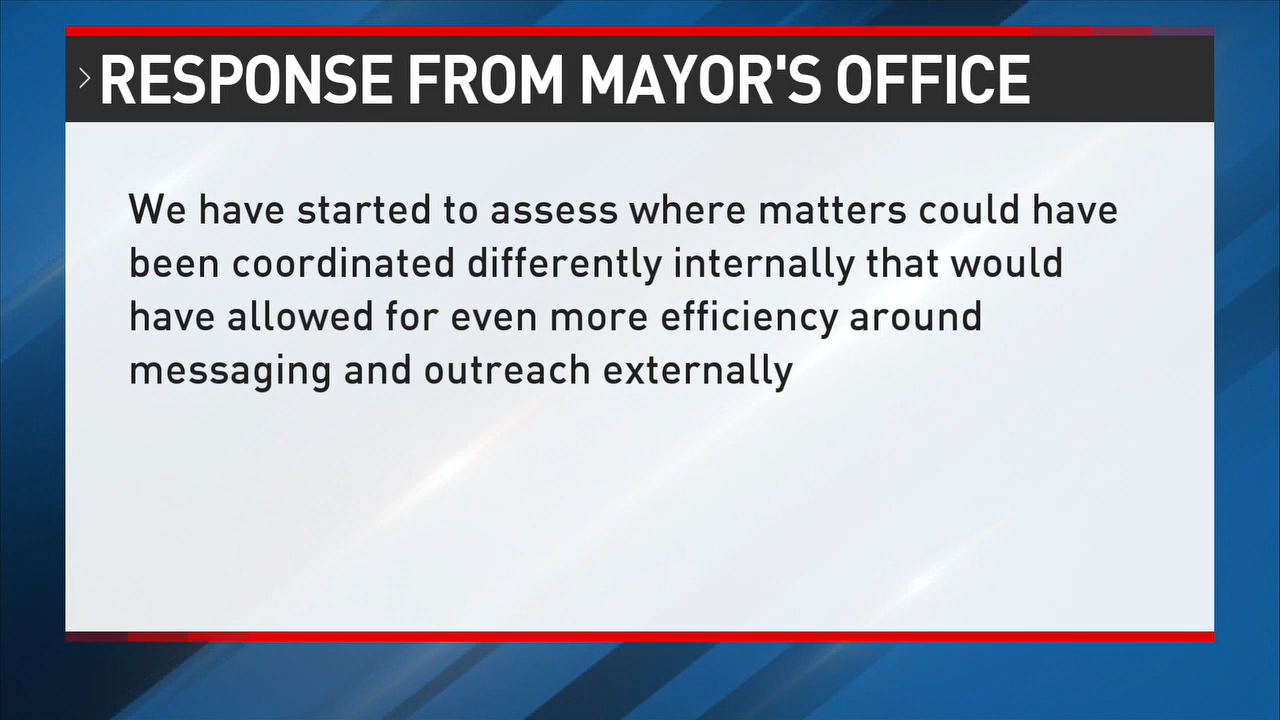 RESPONSE FROM MAYOR'S OFFICE
We have started to assess where matters could have
been coordinated differently internally that would
have allowed for even more efficiency around
messaging and outreach externally